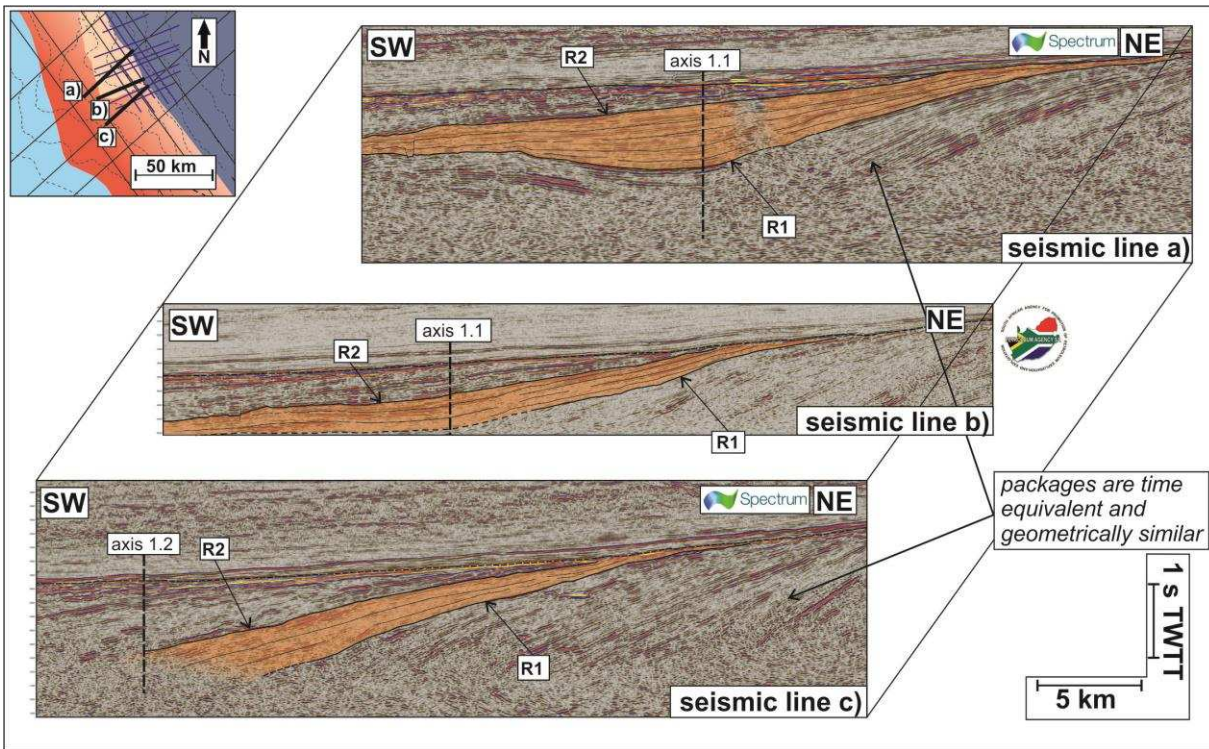 N
a)
b)
c)
50 km
SW
R2
axis 1.1
Spectrum
NE
R1
seismic line a)
SW
axis 1.1
R2
NE
R1
seismic line b)
SW
axis 1.2
R2
Spectrum
NE
R1
seismic line c)
packages are time
equivalent and
geometrically similar
1 s TWTT
5 km